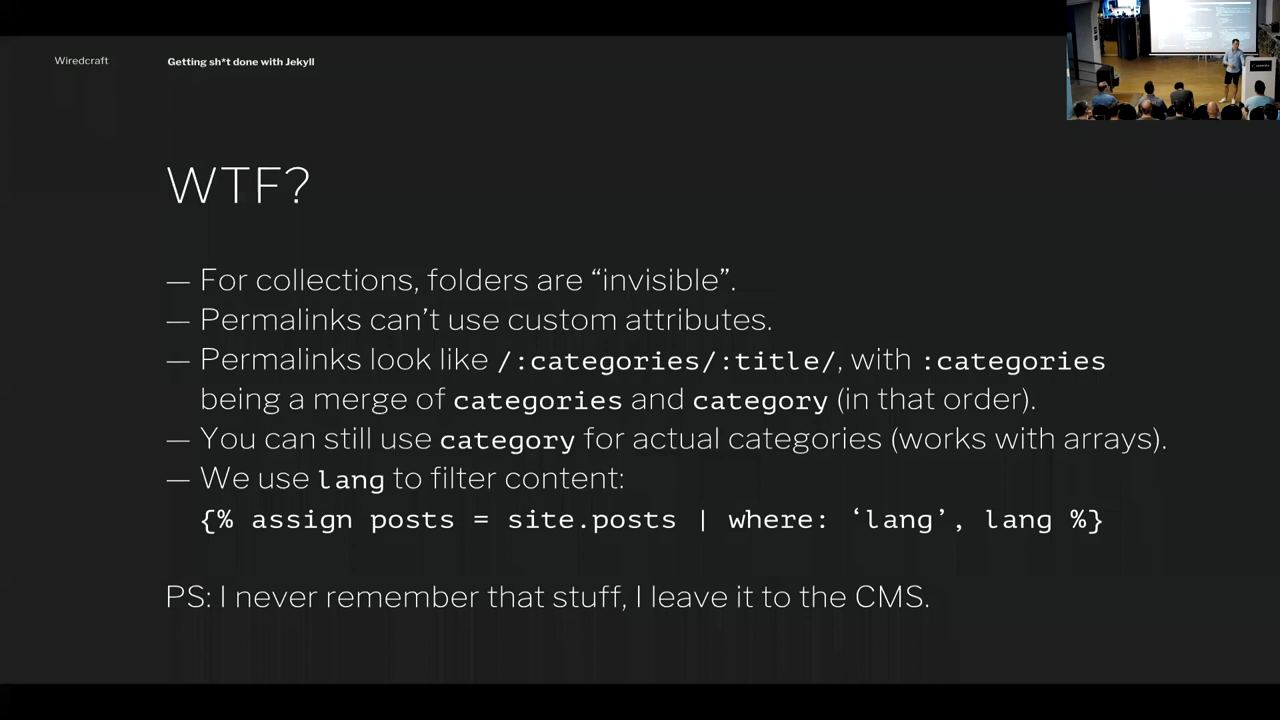 Wiredcraft
Getting sh*t done with Jekyll
WTF?
— For collections, folders are “invisible”.
— Permalinks can’t use custom attributes.
— Permalinks look like /:categories/:title/, with :categories
being a merge of categories and category (in that order).
— You can still use category for actual categories (works with arrays).
— We use lang to filter content:
{% assign posts = site.posts | where: ‘lang’, lang %}
PS: I never remember that stuff, I leave it to the CMS.